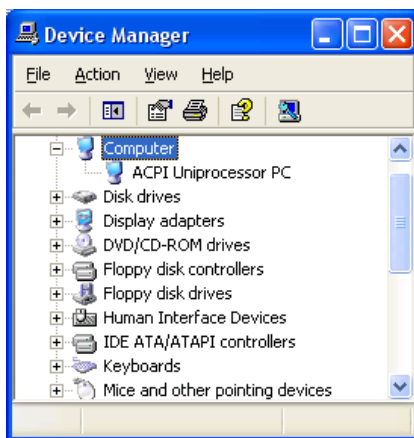 Device Manager
File Action View Help
Computer
ACPI Uniprocessor PC
Disk drives
Display adapters
DVD/CD-ROM drives
Floppy disk controllers
Floppy disk drives
Human Interface Devices
IDE ATA/ATAPI controllers
Keyboards
Mice and other pointing devices